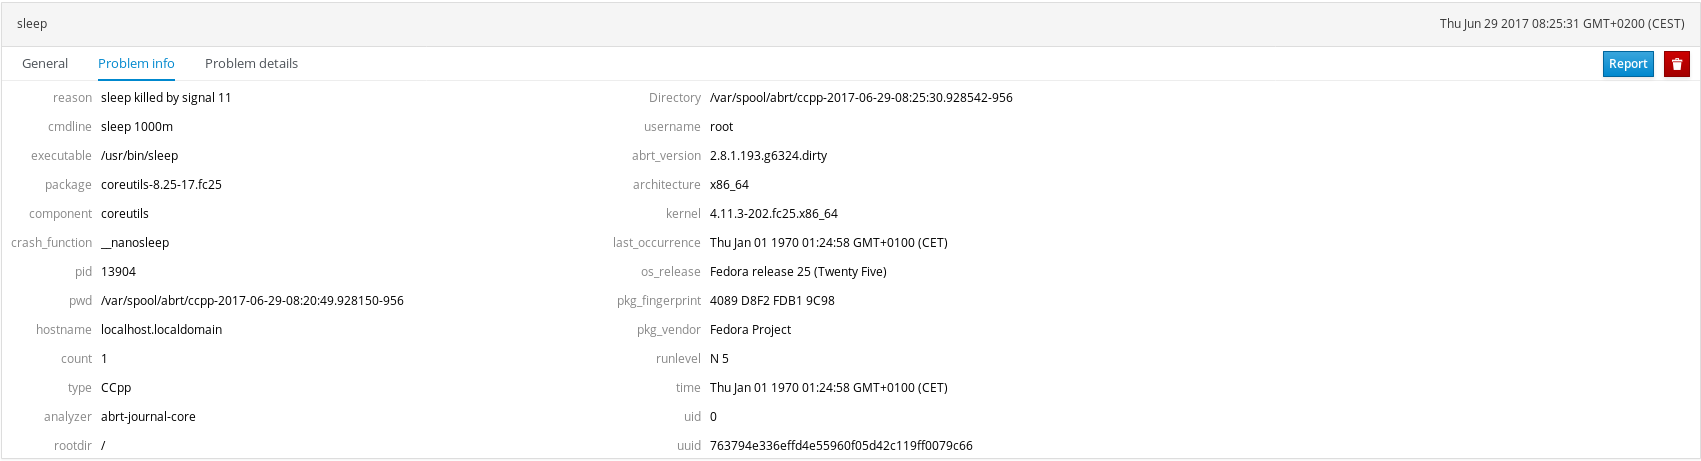 sleep Thu Jun 29 2017 08:25:31 GMT+0200 (CEST)
General Problem info Problem details Report
reason sleep killed by signal 11 Directory /var/spool/abrt/ccpp-2017-06-29-08:25:30.928542-956
cmdline sleep 1000m username root
executable /usr/bin/sleep abrt_version 2.8.1.193.g6324.dirty
package coreutils-8.25-17.fc25 architecture x86_64
component coreutils kernel 4.11.3-202.fc25.x86_64
crash_function __nanosleep last_occurrence Thu Jan 01 1970 01:24:58 GMT+0100 (CET)
pid 13904 os_release Fedora release 25 (Twenty Five)
pwd /var/spool/abrt/ccpp-2017-06-29-08:20:49.928150-956 pkg_fingerprint 4089 D8F2 FDB1 9C98
hostname localhost.localdomain pkg_vendor Fedora Project
count 1 runlevel N 5
type CCpp time Thu Jan 01 1970 01:24:58 GMT+0100 (CET)
analyzer abrt-journal-core uid 0
rootdir / uuid 763794e336effd4e55960f05d42c119ff0079c66